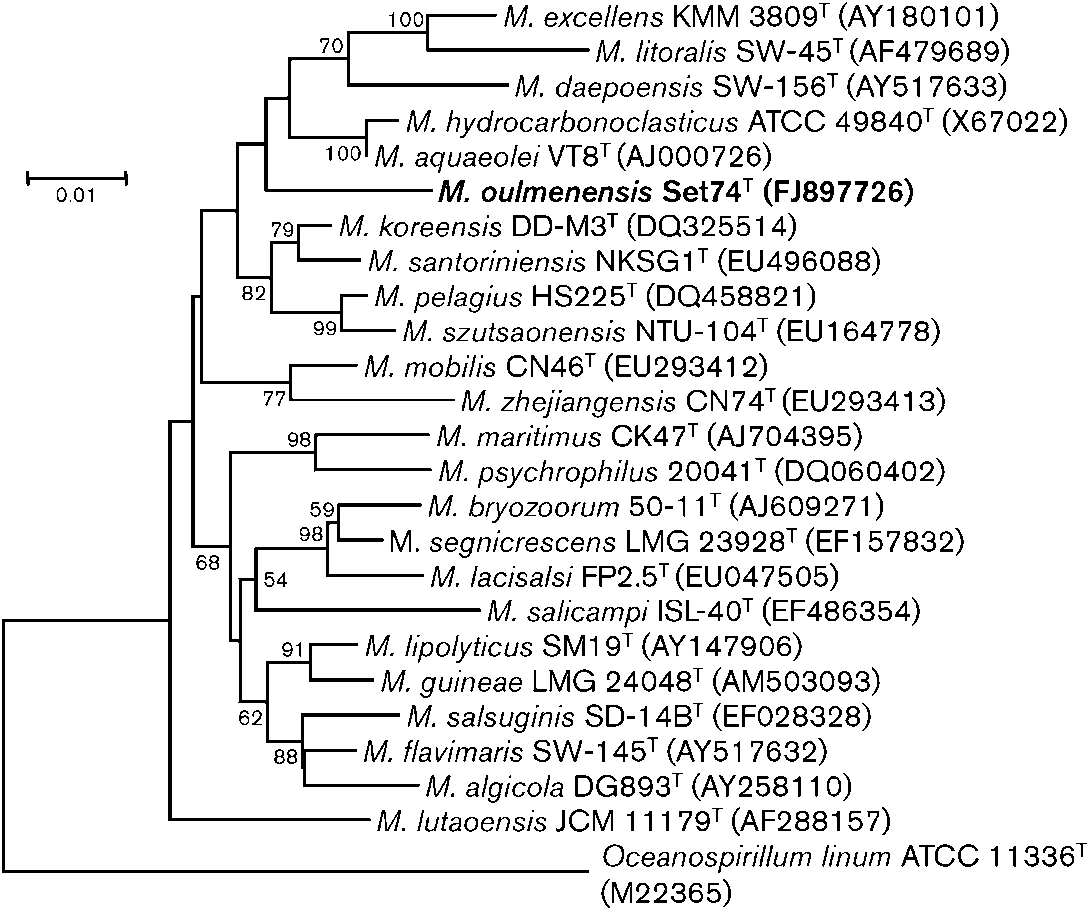 100 M. excellens KMM 3809ᵀ (AY180101)
70 M. litoralis SW-45ᵀ (AF479689)
M. daepoensis SW-156ᵀ (AY517633)
M. hydrocarbonoclasticus ATCC 49840ᵀ (X67022)
100 M. aquaeolei VT8ᵀ (AJ000726)
0.01 M. oulmenensis Set74ᵀ (FJ897726)
79 M. koreensis DD-M3ᵀ (DQ325514)
M. santoriniensis NKSG1ᵀ (EU496088)
82 M. pelagius HS225ᵀ (DQ458821)
99 M. szutsaonensis NTU-104ᵀ (EU164778)
M. mobilis CN46ᵀ (EU293412)
77 M. zhejiangensis CN74ᵀ (EU293413)
98 M. maritimus CK47ᵀ (AJ704395)
M. psychrophilus 20041ᵀ (DQ060402)
59 M. bryozoorum 50-11ᵀ (AJ609271)
98 M. segnicrescens LMG 23928ᵀ (EF157832)
68 54 M. lacisalsi FP2.5ᵀ (EU047505)
M. salicampi ISL-40ᵀ (EF486354)
91 M. lipolyticus SM19ᵀ (AY147906)
M. guineae LMG 24048ᵀ (AM503093)
62 M. salsuginis SD-14Bᵀ (EF028328)
88 M. flavimaris SW-145ᵀ (AY517632)
M. algicola DG893ᵀ (AY258110)
M. lutaoensis JCM 11179ᵀ (AF288157)
Oceanospirillum linum ATCC 11336ᵀ
(M22365)